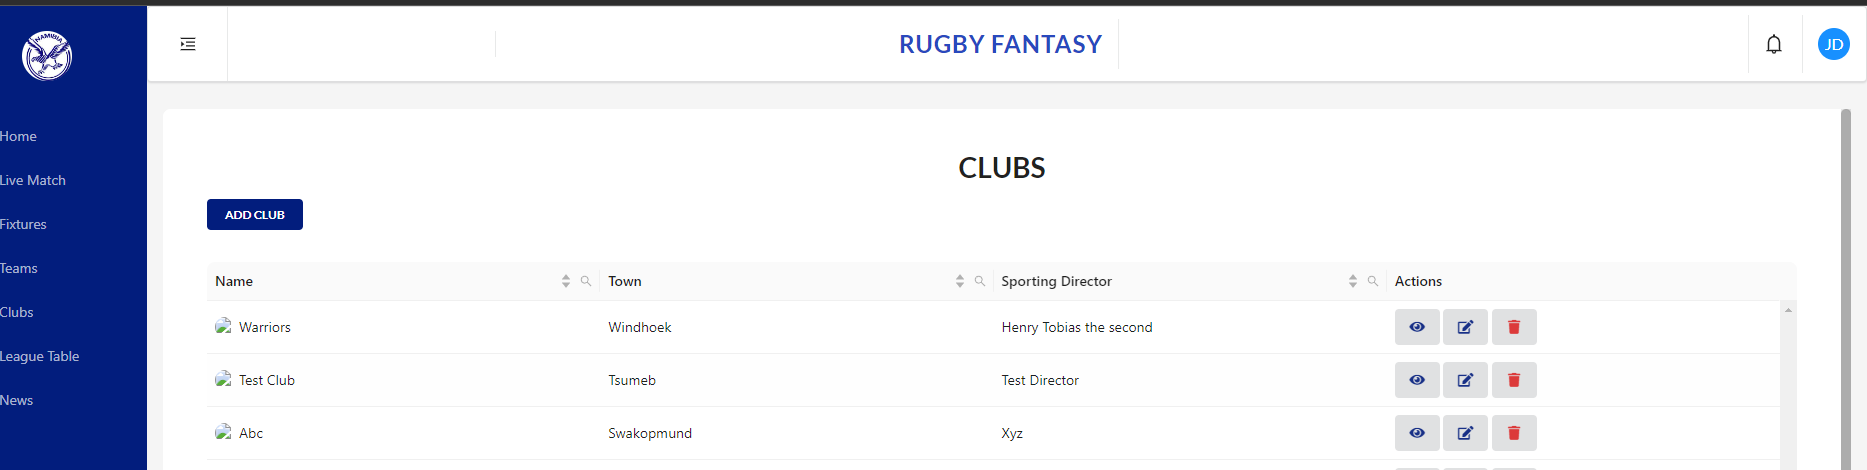 NAMIBIA
RUGBY FANTASY
JD
Home
Live Match
Fixtures
Teams
Clubs
League Table
News
CLUBS
ADD CLUB
Name Town Sporting Director Actions
Warriors Windhoek Henry Tobias the second
Test Club Tsumeb Test Director
Abc Swakopmund Xyz